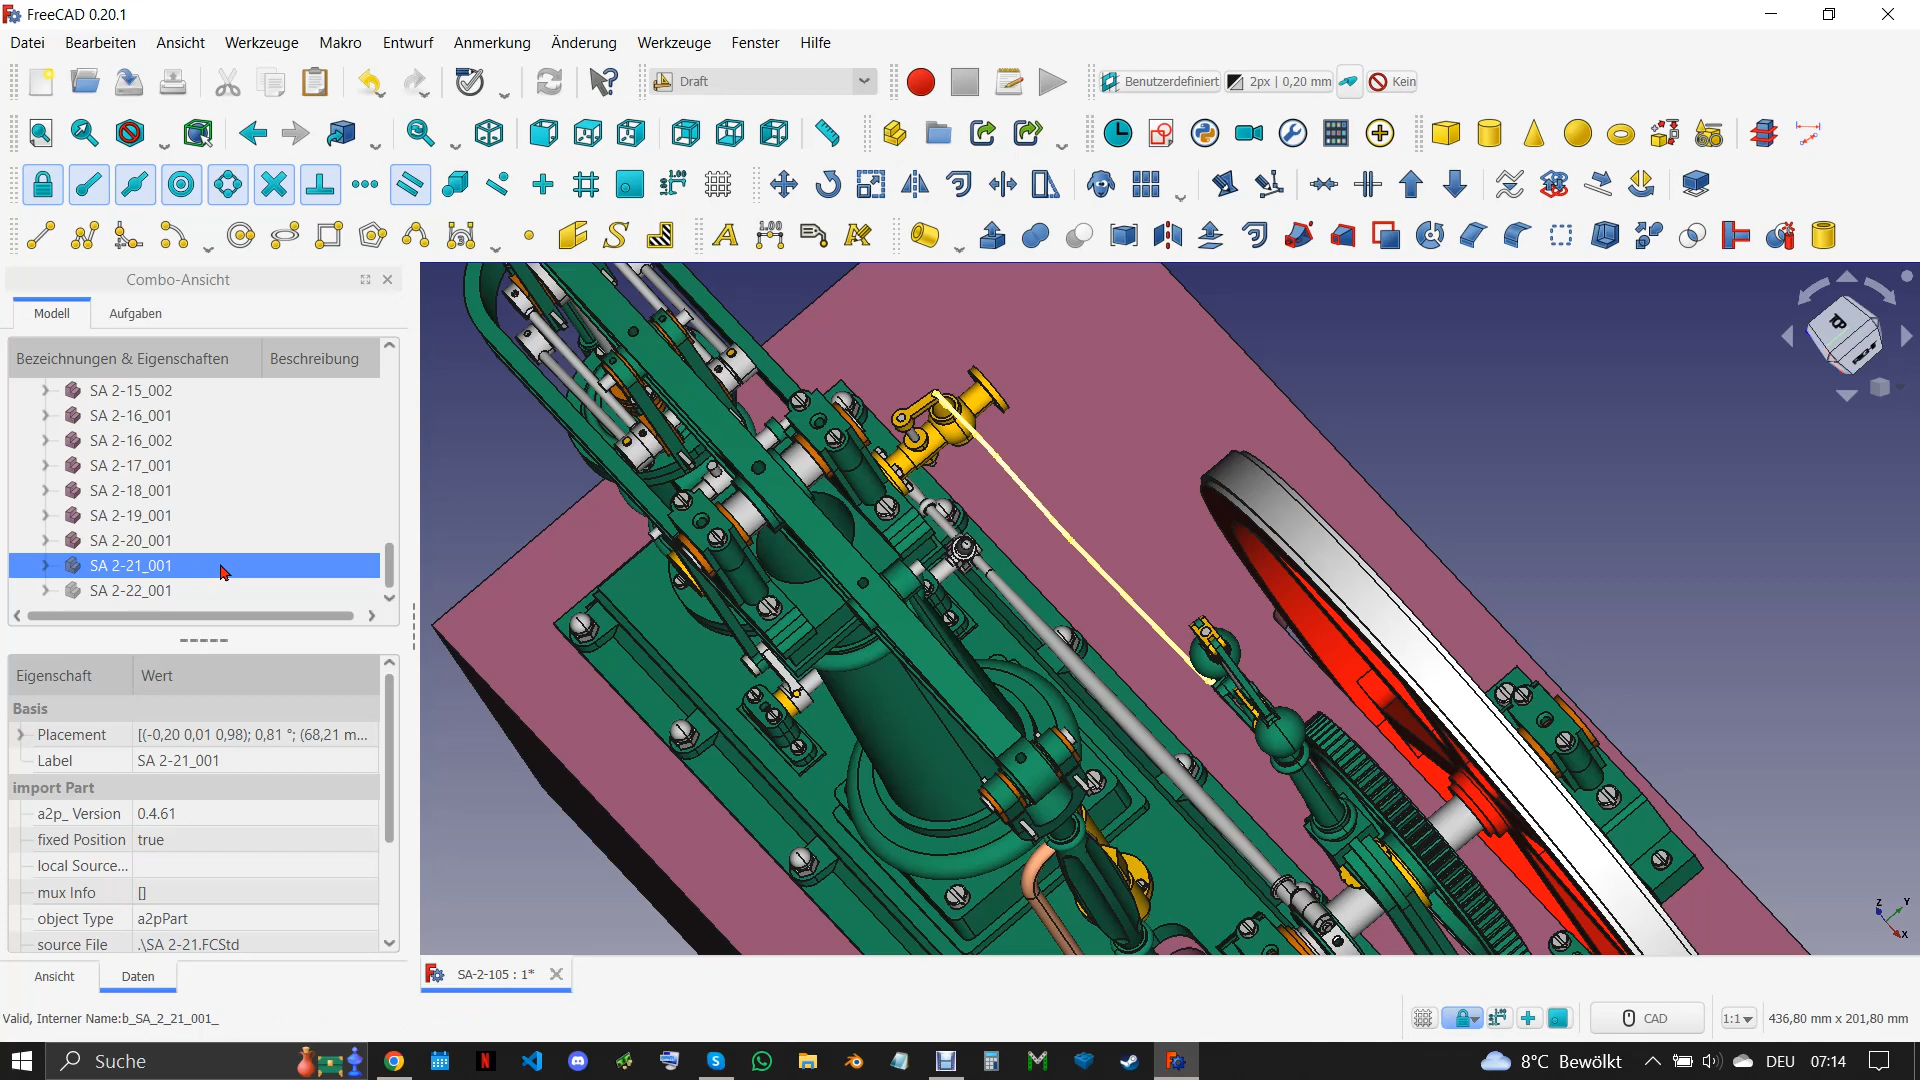 FreeCAD 0.20.1
Datei Bearbeiten Ansicht Werkzeuge Makro Entwurf Anmerkung Änderung Werkzeuge Fenster Hilfe
Draft
Benutzerdefiniert
2px | 0,20 mm
Kein
1.00
1.00
Combo-Ansicht
Modell
Aufgaben
Bezeichnungen & Eigenschaften
Beschreibung
SA 2-15_002
SA 2-16_001
SA 2-16_002
SA 2-17_001
SA 2-18_001
SA 2-19_001
SA 2-20_001
SA 2-21_001
SA 2-22_001
Eigenschaft
Wert
Basis
Placement
[(-0,20 0,01 0,98); 0,81 °; (68,21 m...
Label
SA 2-21_001
import Part
a2p_ Version
0.4.61
fixed Position
true
local Source...
mux Info
[]
object Type
a2pPart
source File
.\SA 2-21.FCStd
Ansicht
Daten
TOP
Z
Y
X
SA-2-105 : 1*
Valid, Interner Name:b_SA_2_21_001_
CAD
1:1
436,80 mm x 201,80 mm
Suche
8°C Bewölkt
DEU
07:14